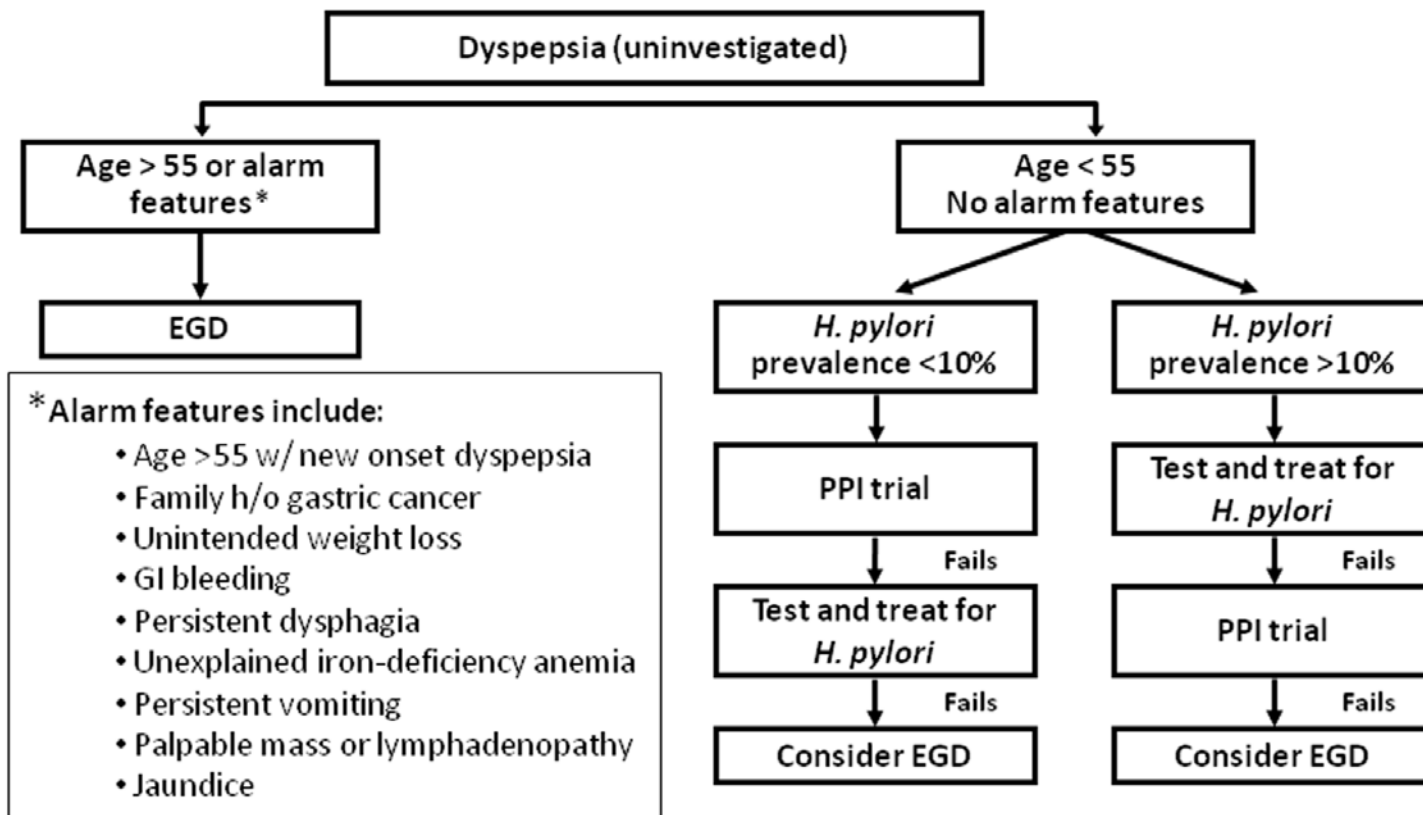 Dyspepsia (uninvestigated)
Age > 55 or alarm
features*
Age < 55
No alarm features
EGD
H. pylori
prevalence <10%
H. pylori
prevalence >10%
*Alarm features include:
• Age >55 w/ new onset dyspepsia
• Family h/o gastric cancer
• Unintended weight loss
• GI bleeding
• Persistent dysphagia
• Unexplained iron-deficiency anemia
• Persistent vomiting
• Palpable mass or lymphadenopathy
• Jaundice
PPI trial
Fails
Test and treat for
H. pylori
Fails
Consider EGD
Test and treat for
H. pylori
Fails
PPI trial
Fails
Consider EGD